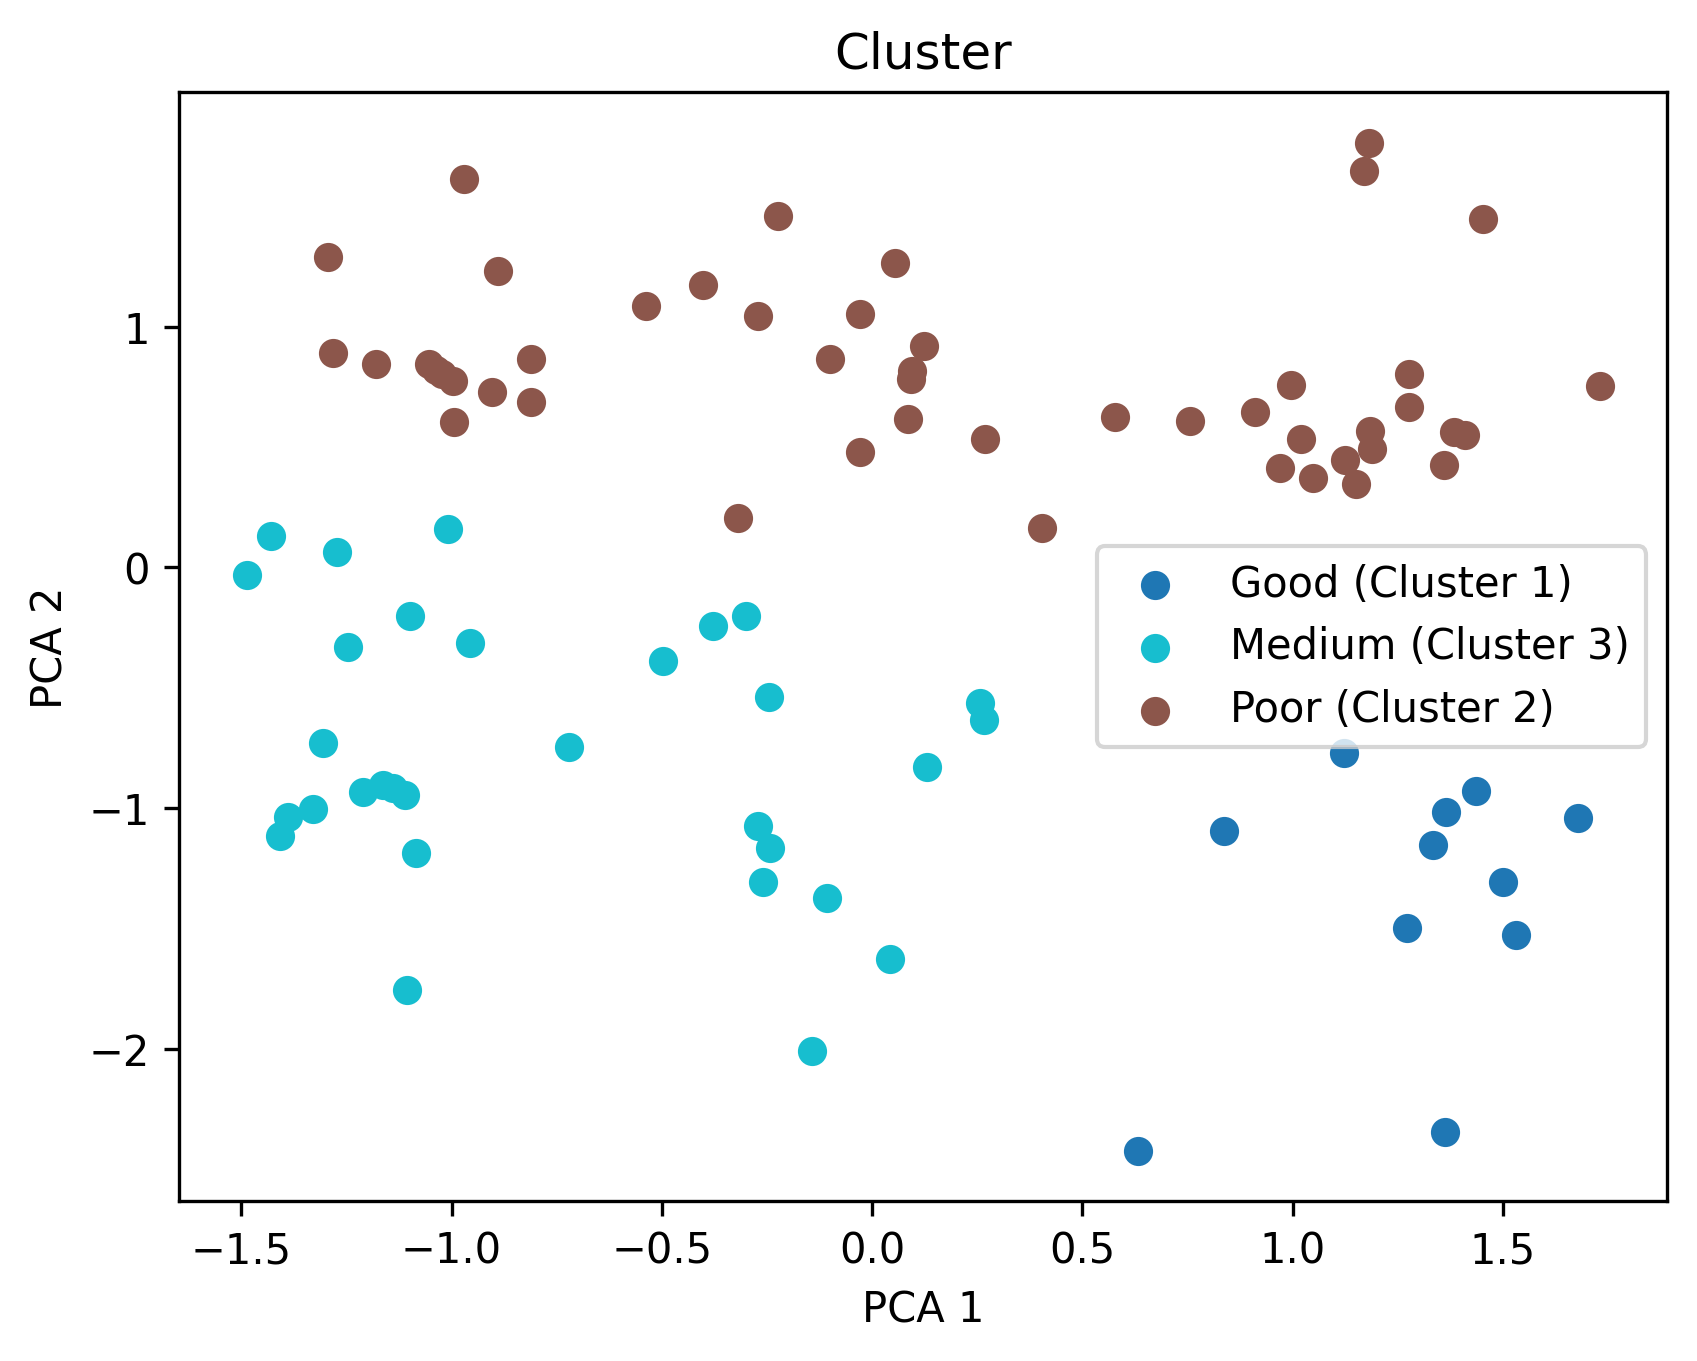 Cluster
PCA 2
1
0
−1
−2
Good (Cluster 1)
Medium (Cluster 3)
Poor (Cluster 2)
−1.5 −1.0 −0.5 0.0 0.5 1.0 1.5
PCA 1